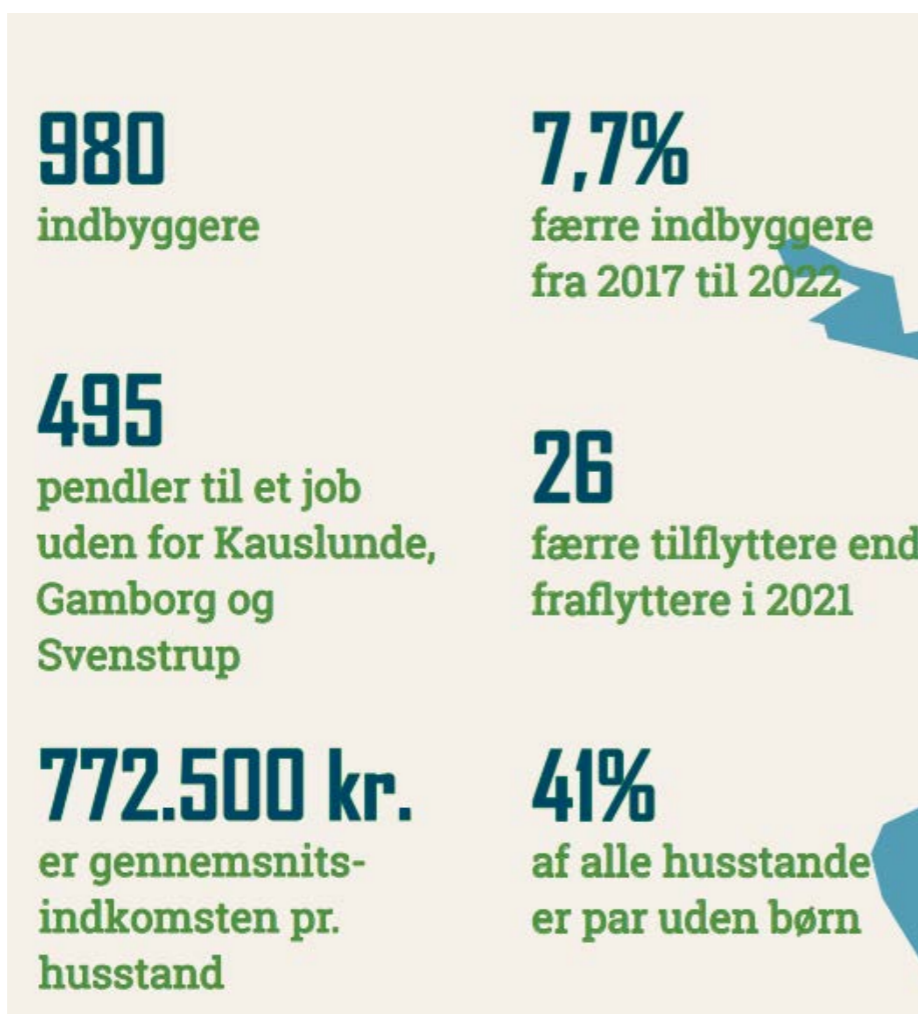 980
indbyggere
495
pendler til et job
uden for Kauslunde,
Gamborg og
Svenstrup
772.500 kr.
er gennemsnits-
indkomsten pr.
husstand
7,7%
færre indbyggere
fra 2017 til 2022
26
færre tilflyttere end
fraflyttere i 2021
41%
af alle husstande
er par uden børn